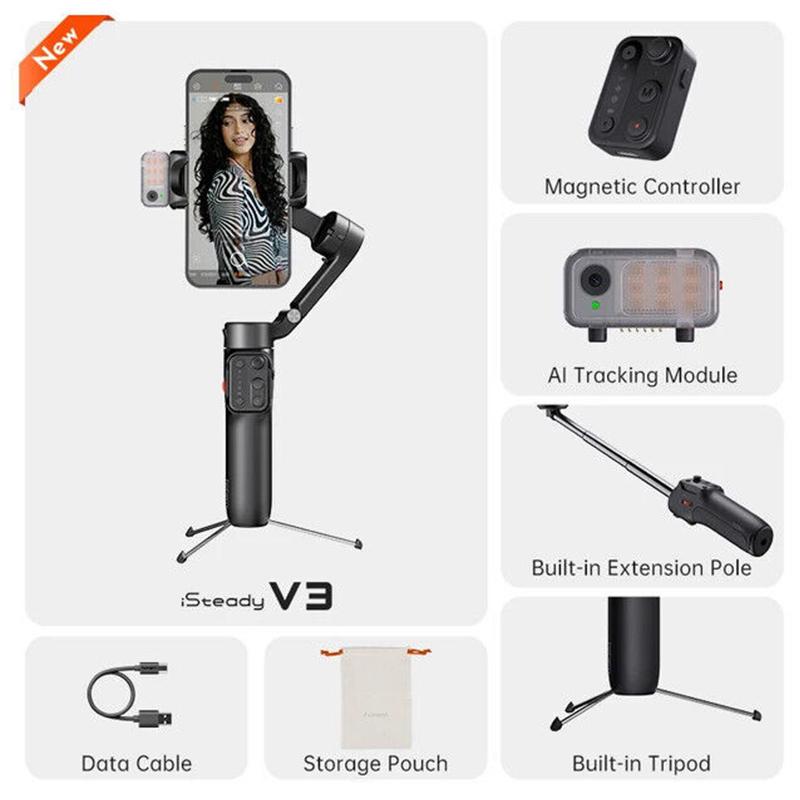 New
iSteady V3
Magnetic Controller
AI Tracking Module
Built-in Extension Pole
Data Cable
Storage Pouch
Built-in Tripod
M